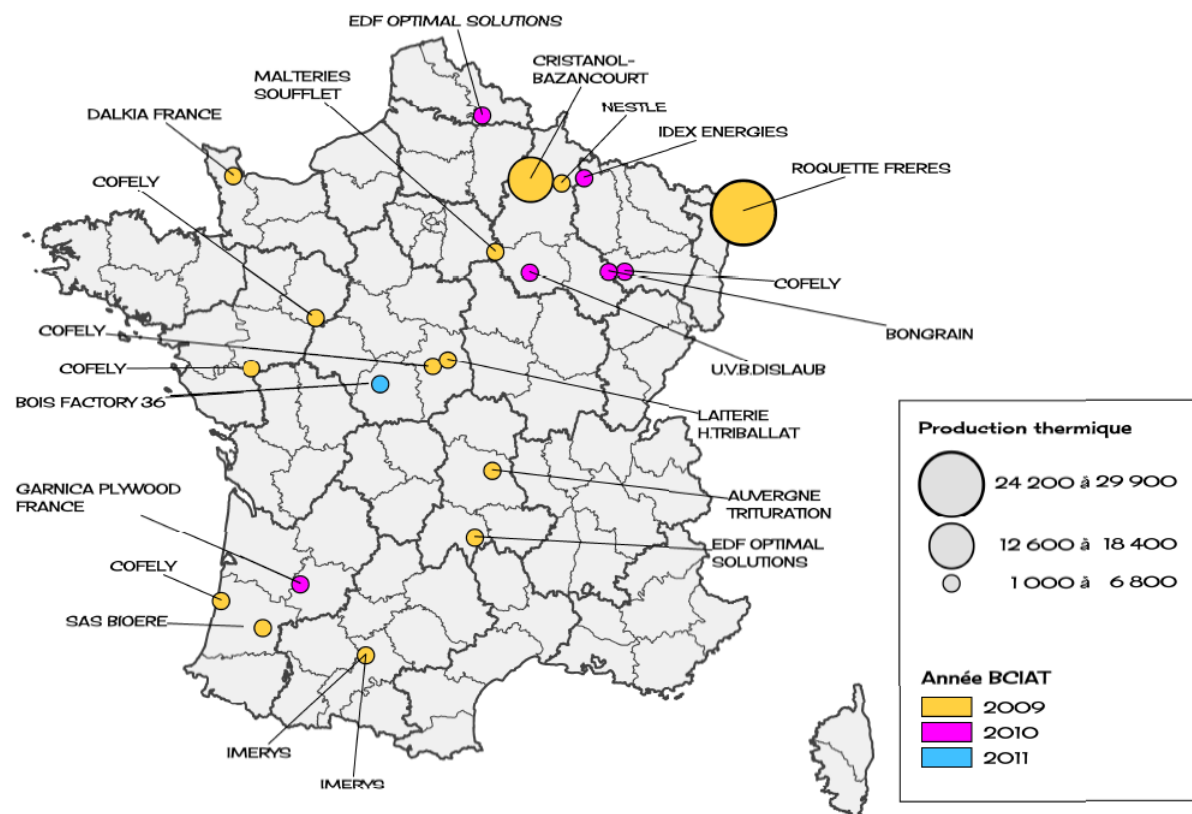 EDF OPTIMAL SOLUTIONS
CRISTANOL-
BAZANCOURT
MALTERIES
SOUFFLET
NESTLE
DALKIA FRANCE
IDEX ENERGIES
ROQUETTE FRERES
COFELY
COFELY
BONGRAIN
COFELY
U.V.B.DISLAUB
COFELY
BOIS FACTORY 36
LAITERIE
H.TRIBALLAT
GARNICA PLYWOOD
FRANCE
AUVERGNE
TRITURATION
EDF OPTIMAL
SOLUTIONS
COFELY
SAS BIOERE
IMERYS
IMERYS
Production thermique
24 200 à 29 900
12 600 à 18 400
1 000 à 6 800
Année BCIAT
2009
2010
2011